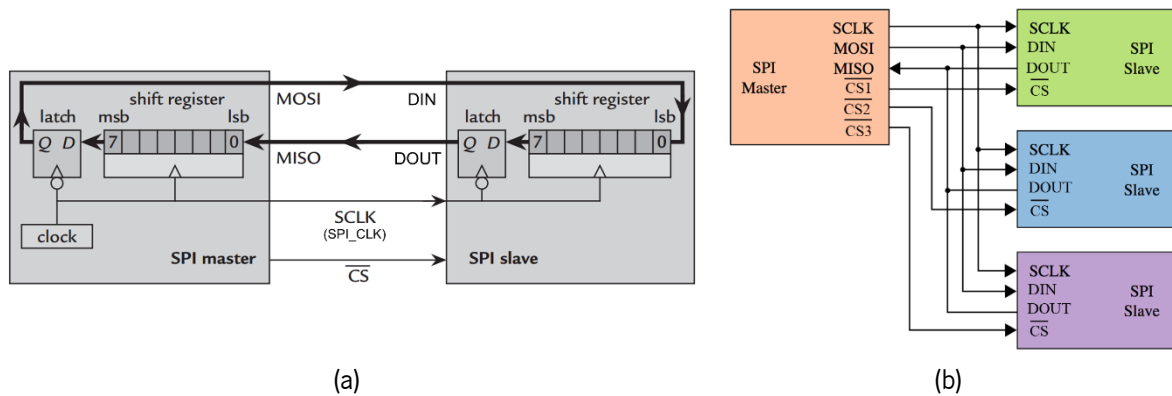 shift register
latch
msb
lsb
Q D
7
0
clock
SPI master
MOSI
DIN
MISO
DOUT
SCLK
(SPI_CLK)
CS
shift register
latch
msb
lsb
Q D
7
0
SPI slave
(a)
SPI
Master
SCLK
MOSI
MISO
CS1
CS2
CS3
SCLK
DIN
DOUT
CS
SPI
Slave
SCLK
DIN
DOUT
CS
SPI
Slave
SCLK
DIN
DOUT
CS
SPI
Slave
(b)